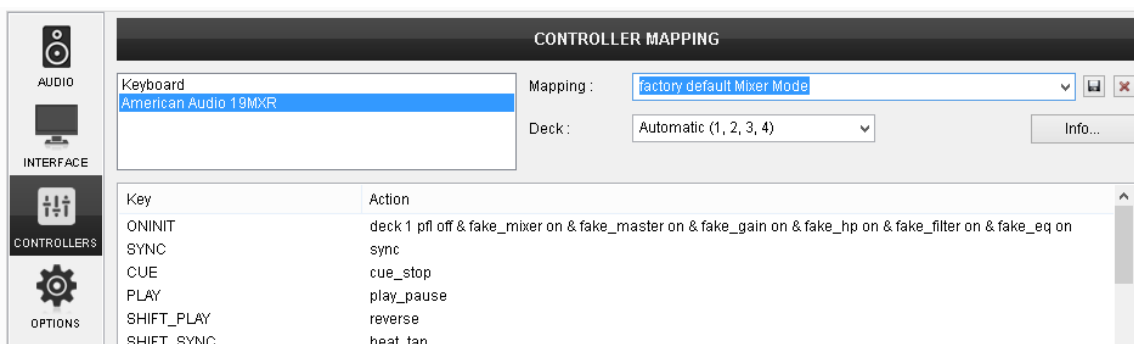 CONTROLLER MAPPING
AUDIO
INTERFACE
CONTROLLERS
OPTIONS
Keyboard
American Audio 19MXR
Mapping :
factory default Mixer Mode
Deck :
Automatic (1, 2, 3, 4)
Info...
Key Action
ONINIT deck 1 pfl off & fake_mixer on & fake_master on & fake_gain on & fake_hp on & fake_filter on & fake_eq on
SYNC sync
CUE cue_stop
PLAY play_pause
SHIFT_PLAY reverse
SHIFT_SYNC beat_tap